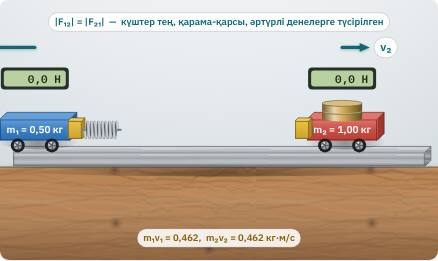 |F₁₂| = |F₂₁| — күштер тең, қарама-қарсы, әртүрлі денелерге түсірілген
v₂
0,0 Н
0,0 Н
m₁ = 0,50 кг
m₂ = 1,00 кг
m₁v₁ = 0,462, m₂v₂ = 0,462 кг·м/с